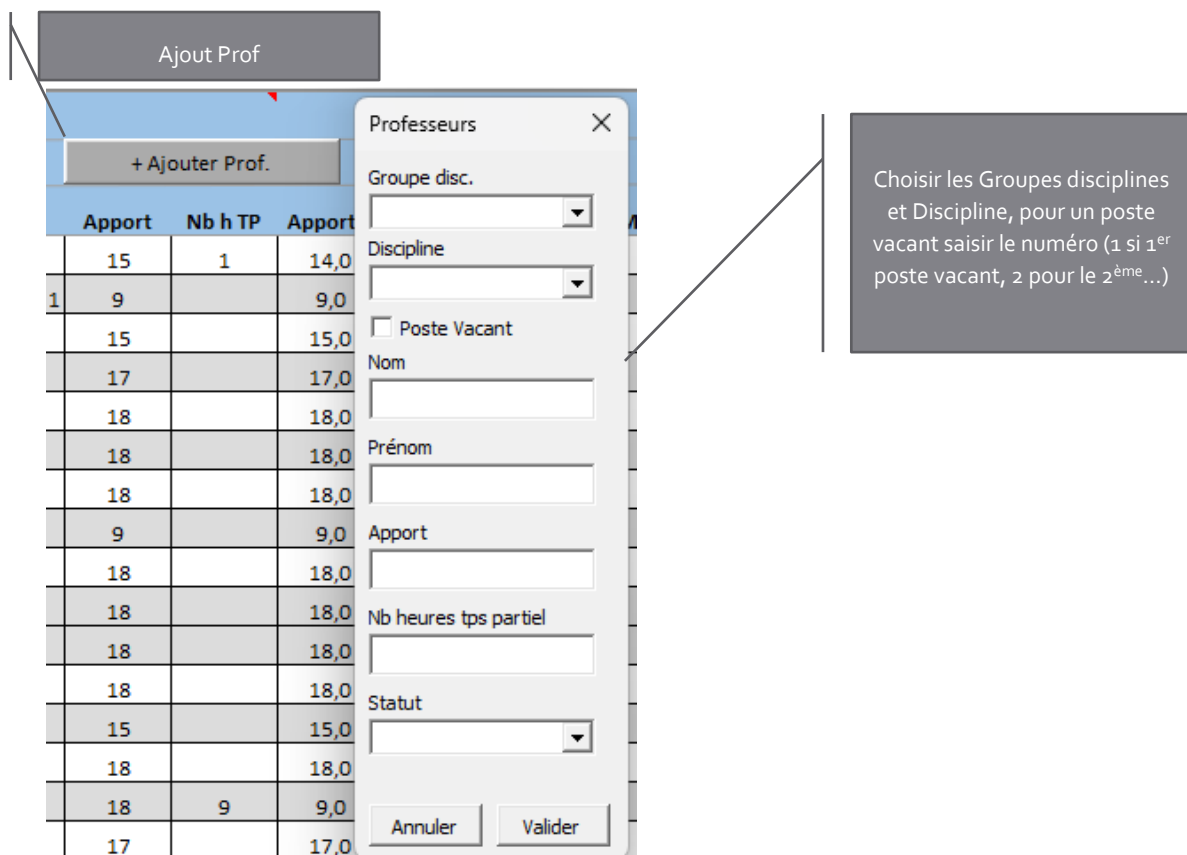 Ajout Prof
Professeurs
+ Ajouter Prof.
Groupe disc.
Choisir les Groupes disciplines
et Discipline, pour un poste
vacant saisir le numéro (1 si 1er
poste vacant, 2 pour le 2ème…)
Apport Nb h TP Apport
Discipline
15 1 14,0
1 9 9,0
Poste Vacant
15 15,0
Nom
17 17,0
18 18,0
Prénom
18 18,0
18 18,0
Apport
9 9,0
18 18,0
Nb heures tps partiel
18 18,0
18 18,0
Statut
18 18,0
15 15,0
18 18,0
18 9 9,0
Annuler Valider
17 17,0